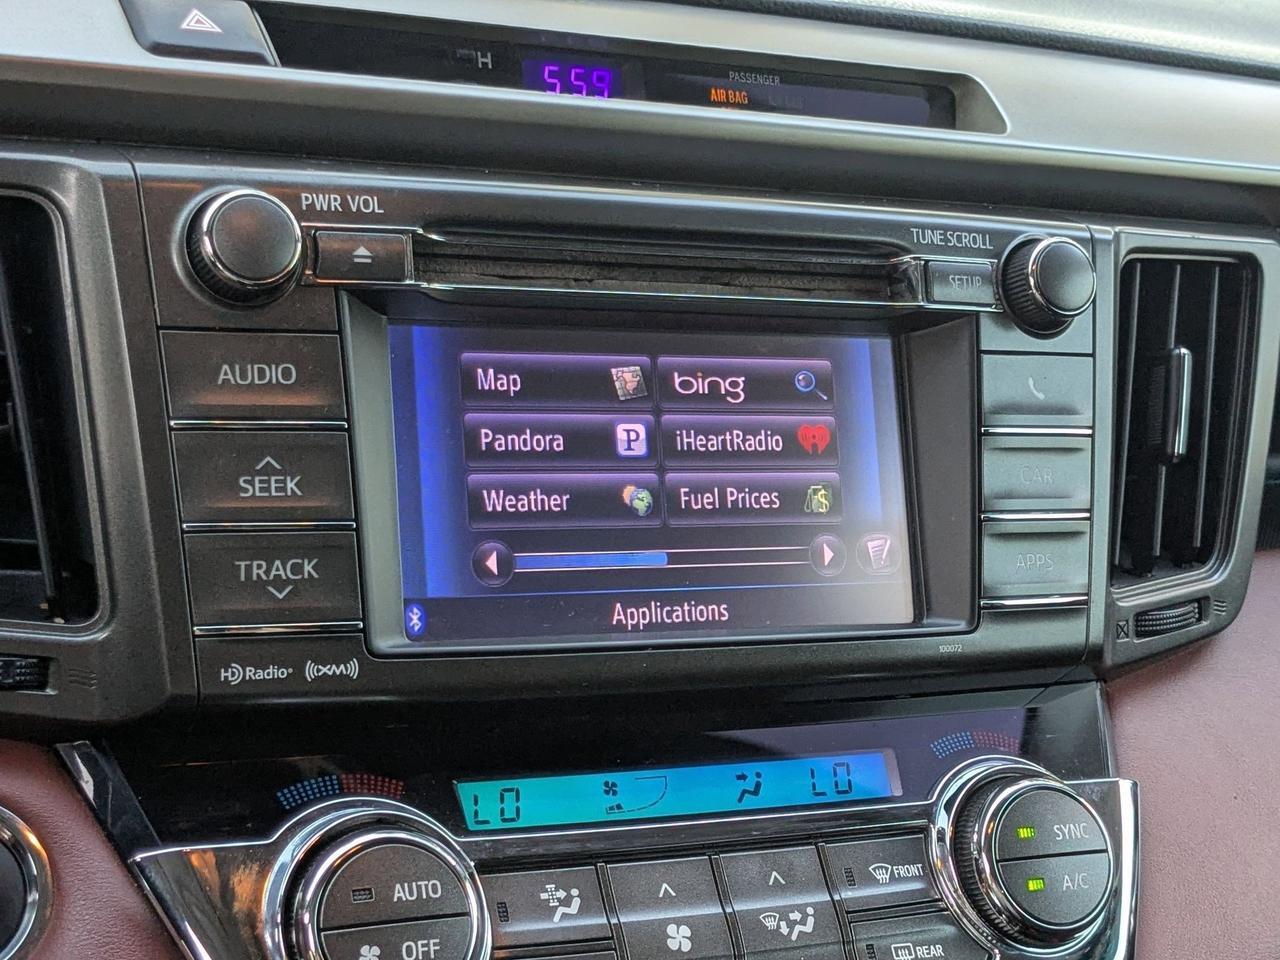 H
5:59
PASSENGER
AIR BAG
PWR VOL
TUNE SCROLL
SETUP
AUDIO
SEEK
TRACK
HD Radio
((XM))
Map
bing
Pandora
P
iHeartRadio
Weather
Fuel Prices
$
Applications
CAR
APPS
100072
LO
LO
AUTO
OFF
FRONT
REAR
SYNC
A/C